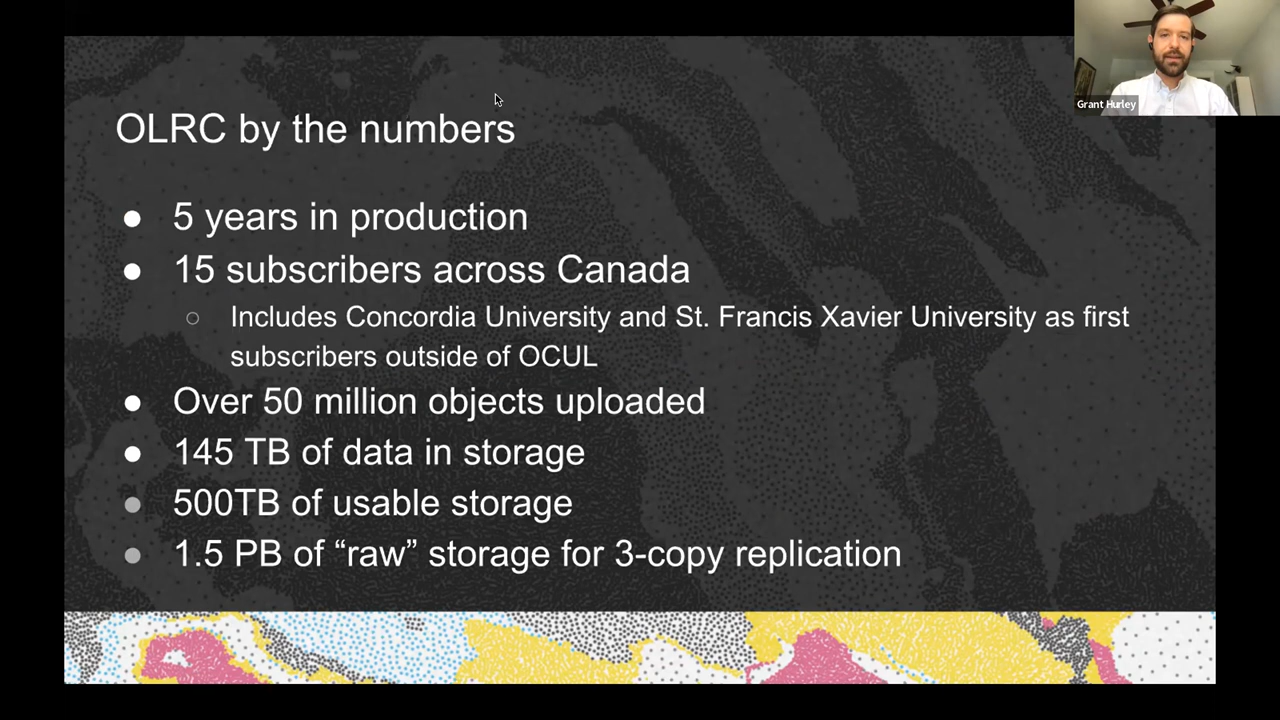 Grant Hurley
OLRC by the numbers
● 5 years in production
● 15 subscribers across Canada
○ Includes Concordia University and St. Francis Xavier University as first
subscribers outside of OCUL
● Over 50 million objects uploaded
● 145 TB of data in storage
● 500TB of usable storage
● 1.5 PB of “raw” storage for 3-copy replication